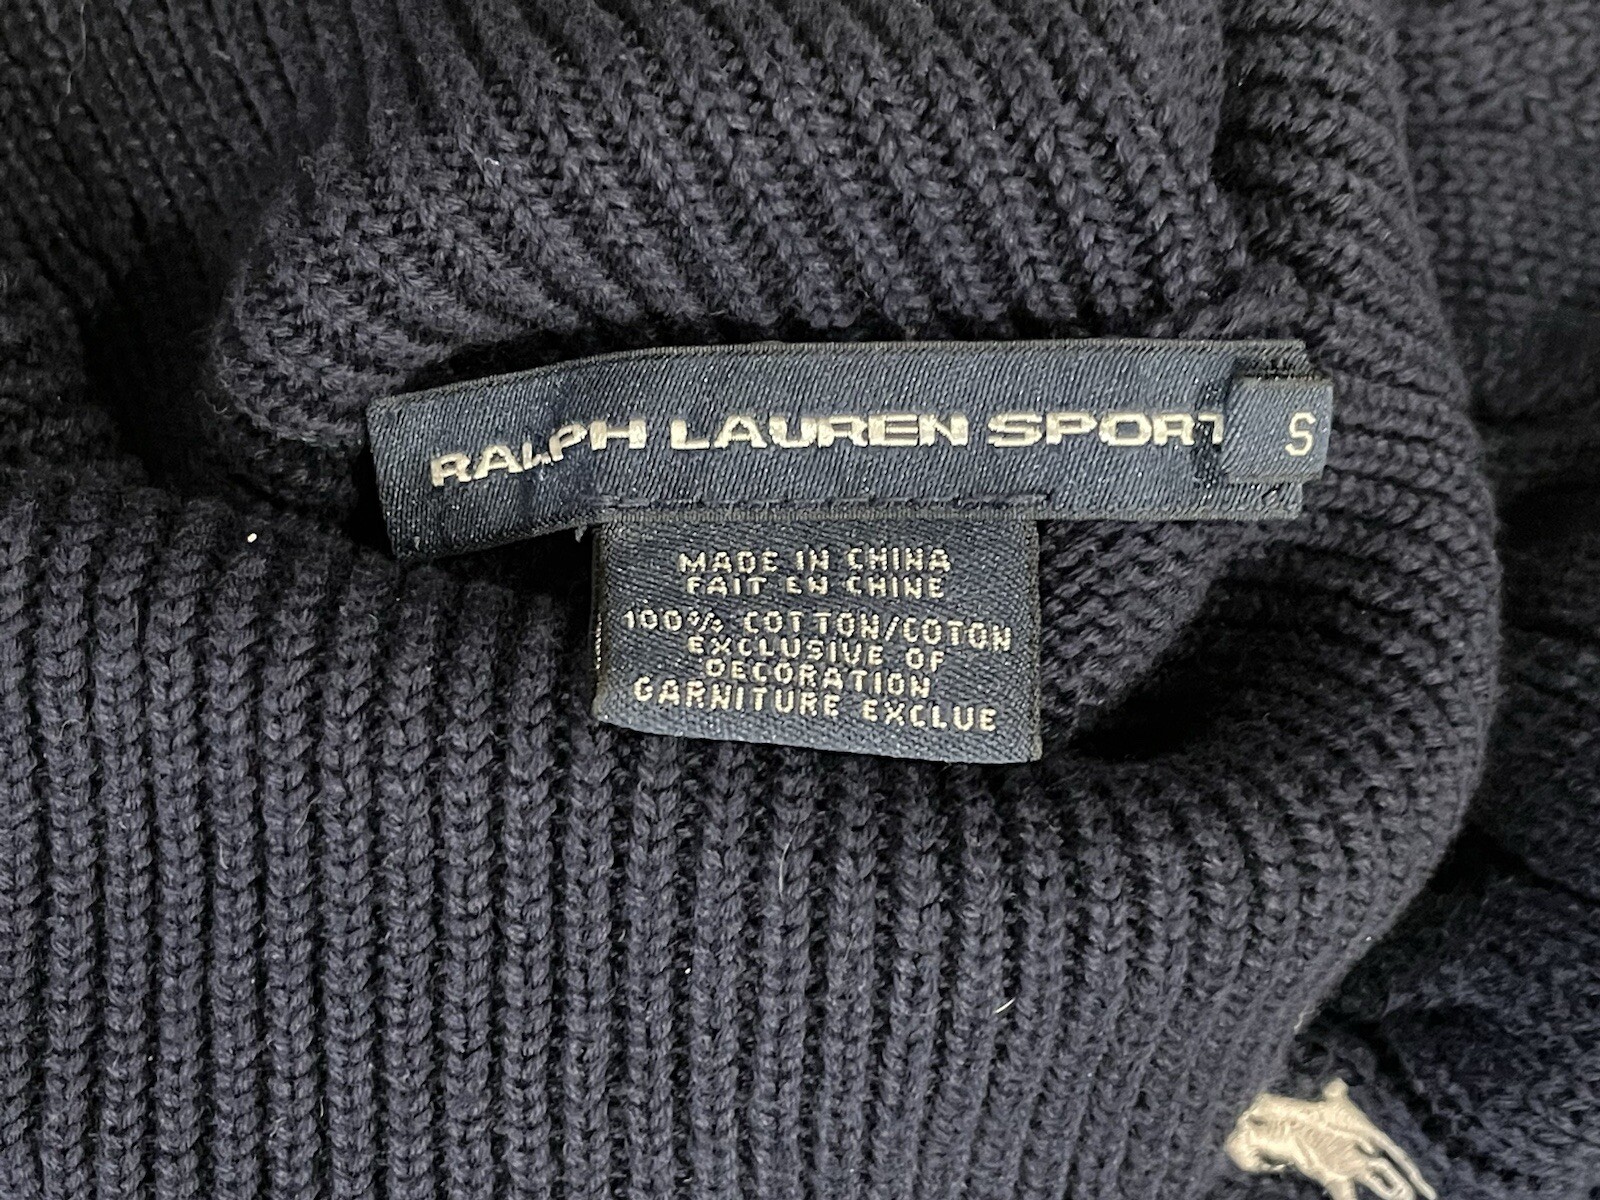 RALPH LAUREN SPORT
S
MADE IN CHINA
FAIT EN CHINE
100% COTTON/COTON
EXCLUSIVE OF
DECORATION
GARNITURE EXCLUE